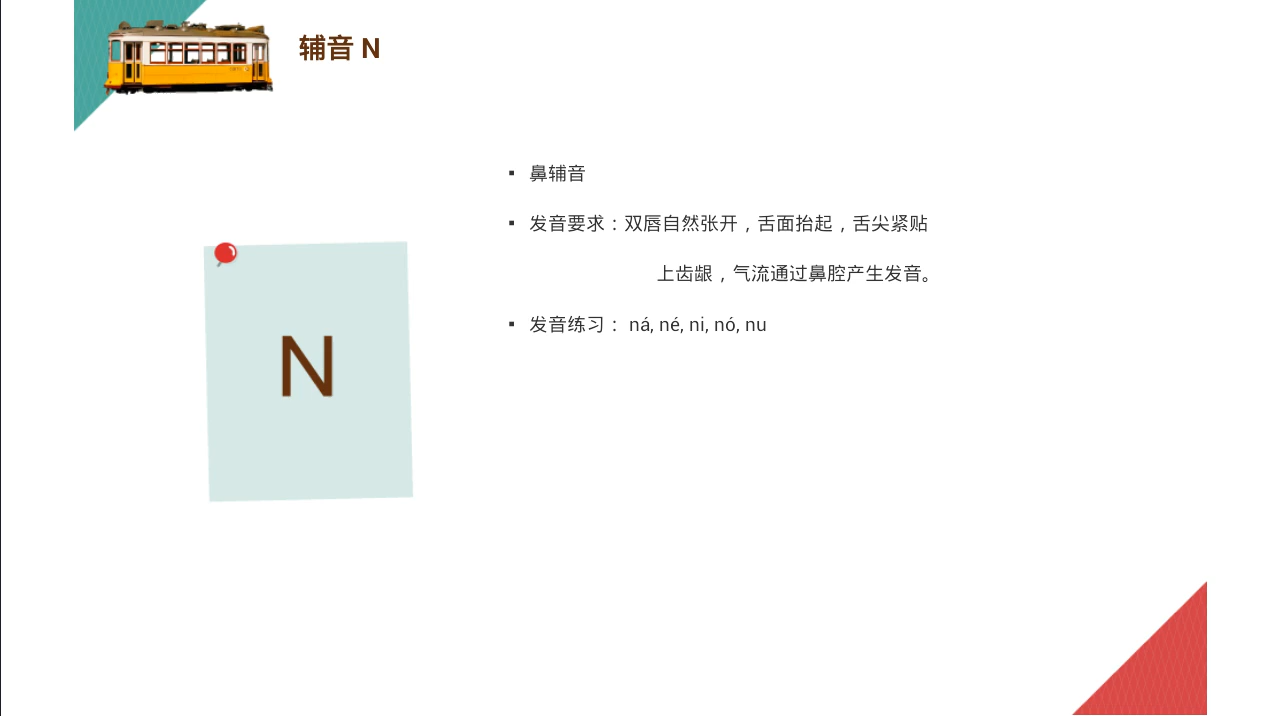 辅音 N
▪ 鼻辅音
▪ 发音要求：双唇自然张开，舌面抬起，舌尖紧贴
上齿龈，气流通过鼻腔产生发音。
▪ 发音练习： ná, né, ni, nó, nu
N